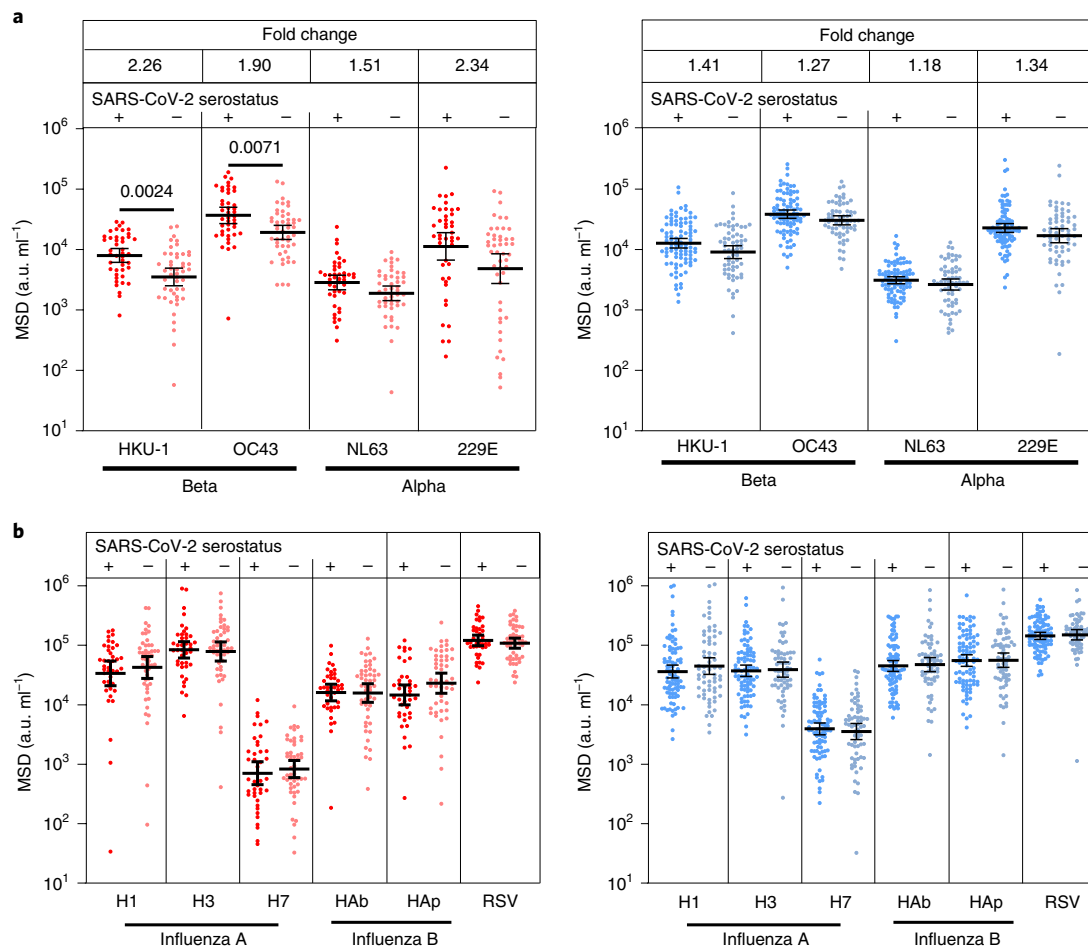 a
Fold change
2.26 1.90 1.51 2.34
SARS-CoV-2 serostatus
+ − + − + − + −
10⁶
10⁵
10⁴
10³
10²
10¹
MSD (a.u. ml⁻¹)
0.0024
0.0071
HKU-1 OC43 NL63 229E
Beta Alpha
Fold change
1.41 1.27 1.18 1.34
SARS-CoV-2 serostatus
+ − + − + − + −
10⁶
10⁵
10⁴
10³
10²
10¹
MSD (a.u. ml⁻¹)
HKU-1 OC43 NL63 229E
Beta Alpha
b
SARS-CoV-2 serostatus
+ − + − + − + − + − + −
10⁶
10⁵
10⁴
10³
10²
10¹
MSD (a.u. ml⁻¹)
H1 H3 H7 HAb HAp RSV
Influenza A Influenza B
SARS-CoV-2 serostatus
+ − + − + − + − + − + −
10⁶
10⁵
10⁴
10³
10²
10¹
MSD (a.u. ml⁻¹)
H1 H3 H7 HAb HAp RSV
Influenza A Influenza B